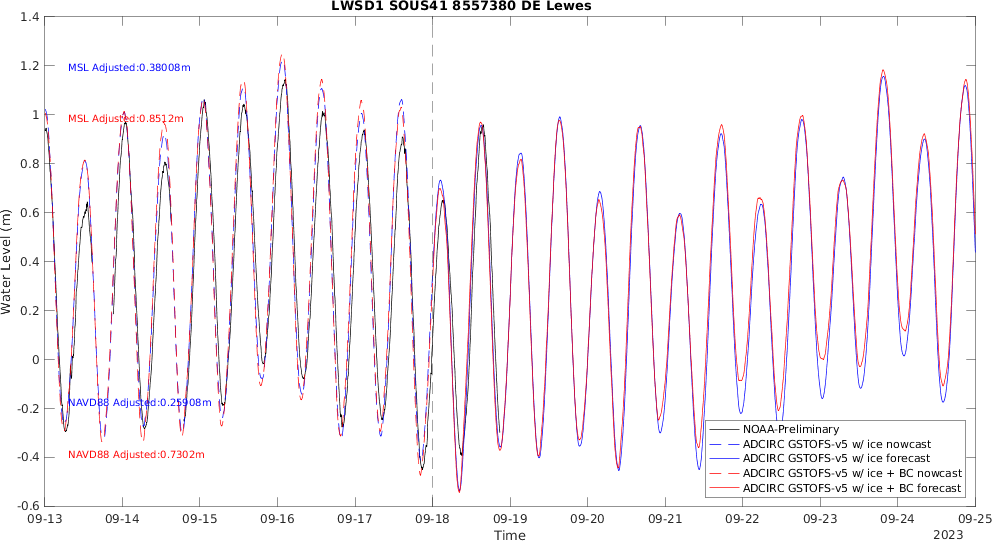 LWSD1 SOUS41 8557380 DE Lewes
Water Level (m)
1.4
1.2
1
0.8
0.6
0.4
0.2
0
-0.2
-0.4
-0.6
MSL Adjusted:0.38008m
MSL Adjusted:0.8512m
NAVD88 Adjusted:0.25908m
NAVD88 Adjusted:0.7302m
NOAA-Preliminary
ADCIRC GSTOFS-v5 w/ ice nowcast
ADCIRC GSTOFS-v5 w/ ice forecast
ADCIRC GSTOFS-v5 w/ ice + BC nowcast
ADCIRC GSTOFS-v5 w/ ice + BC forecast
09-13 09-14 09-15 09-16 09-17 09-18 09-19 09-20 09-21 09-22 09-23 09-24 09-25
Time
2023